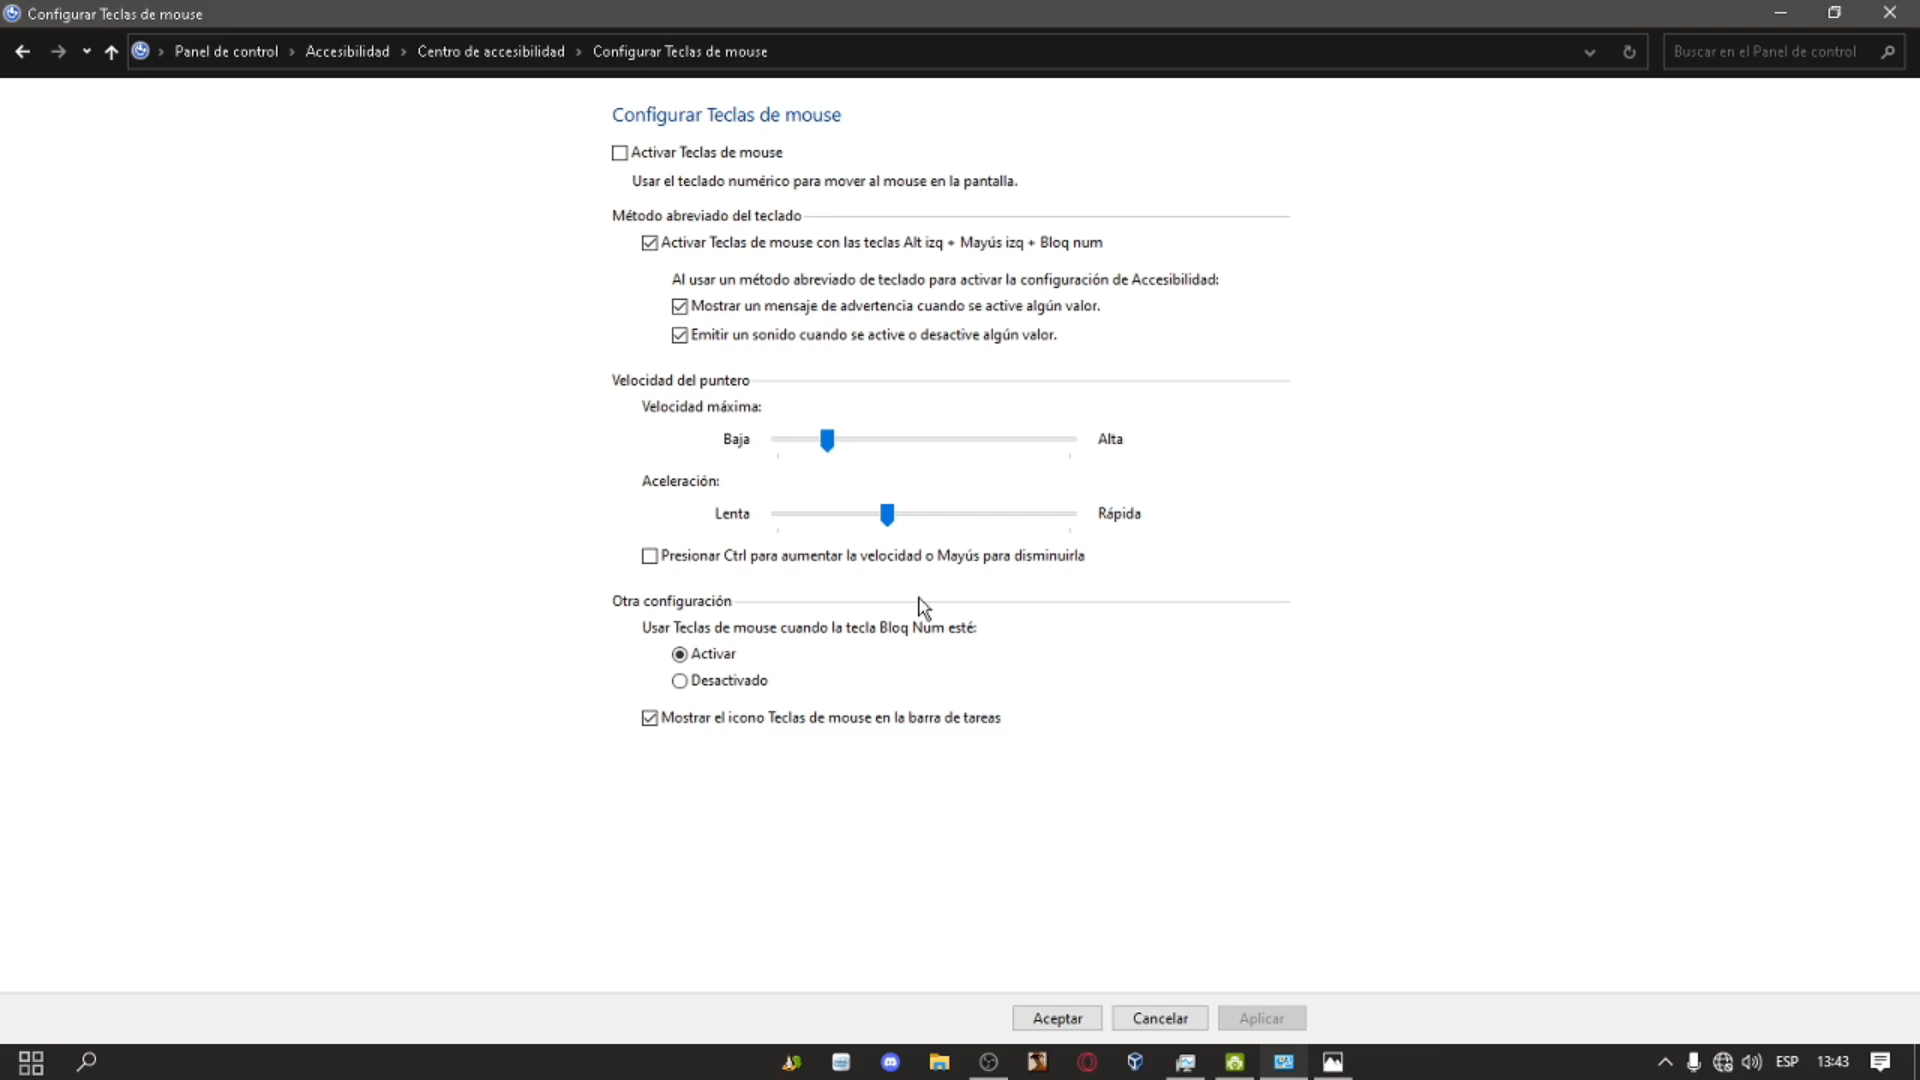 Configurar Teclas de mouse
Panel de control > Accesibilidad > Centro de accesibilidad > Configurar Teclas de mouse
Buscar en el Panel de control
Configurar Teclas de mouse
Activar Teclas de mouse
Usar el teclado numérico para mover al mouse en la pantalla.
Método abreviado del teclado
Activar Teclas de mouse con las teclas Alt izq + Mayús izq + Bloq num
Al usar un método abreviado de teclado para activar la configuración de Accesibilidad:
Mostrar un mensaje de advertencia cuando se active algún valor.
Emitir un sonido cuando se active o desactive algún valor.
Velocidad del puntero
Velocidad máxima:
Baja Alta
Aceleración:
Lenta Rápida
Presionar Ctrl para aumentar la velocidad o Mayús para disminuirla
Otra configuración
Usar Teclas de mouse cuando la tecla Bloq Num esté:
Activar
Desactivado
Mostrar el icono Teclas de mouse en la barra de tareas
Aceptar Cancelar Aplicar
ESP 13:43